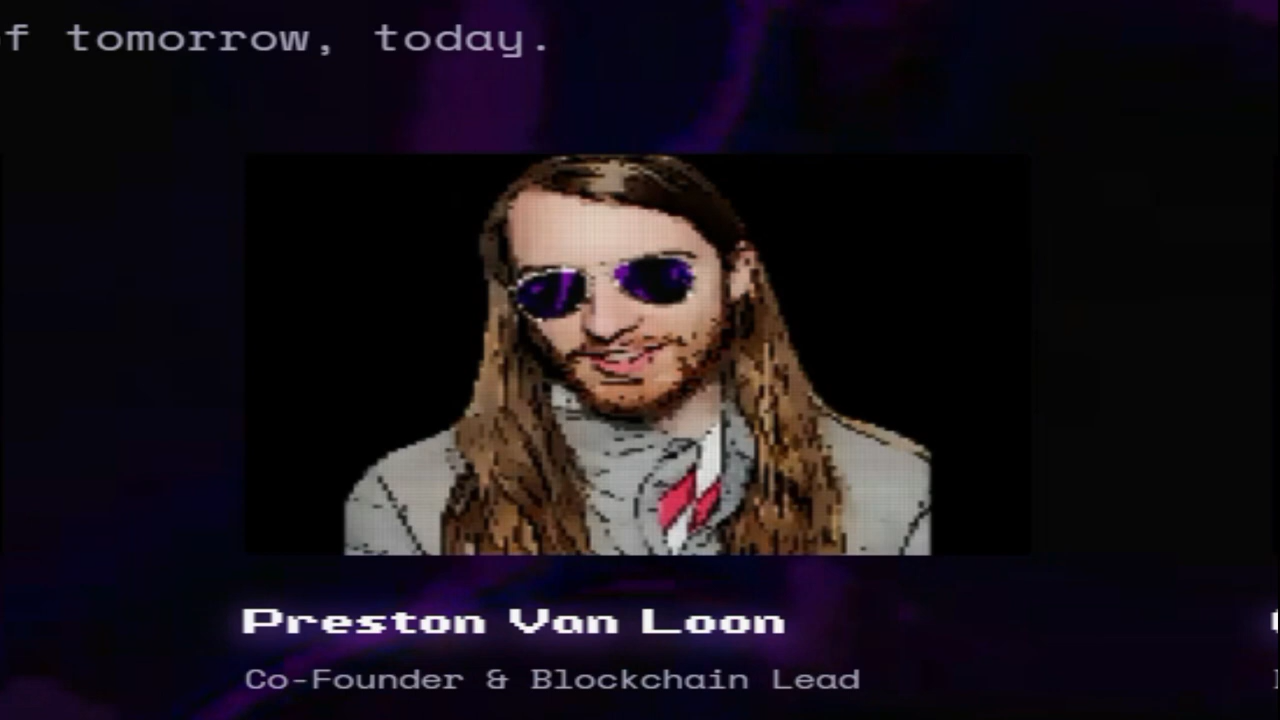 f tomorrow, today.
Preston Van Loon
Co-Founder & Blockchain Lead